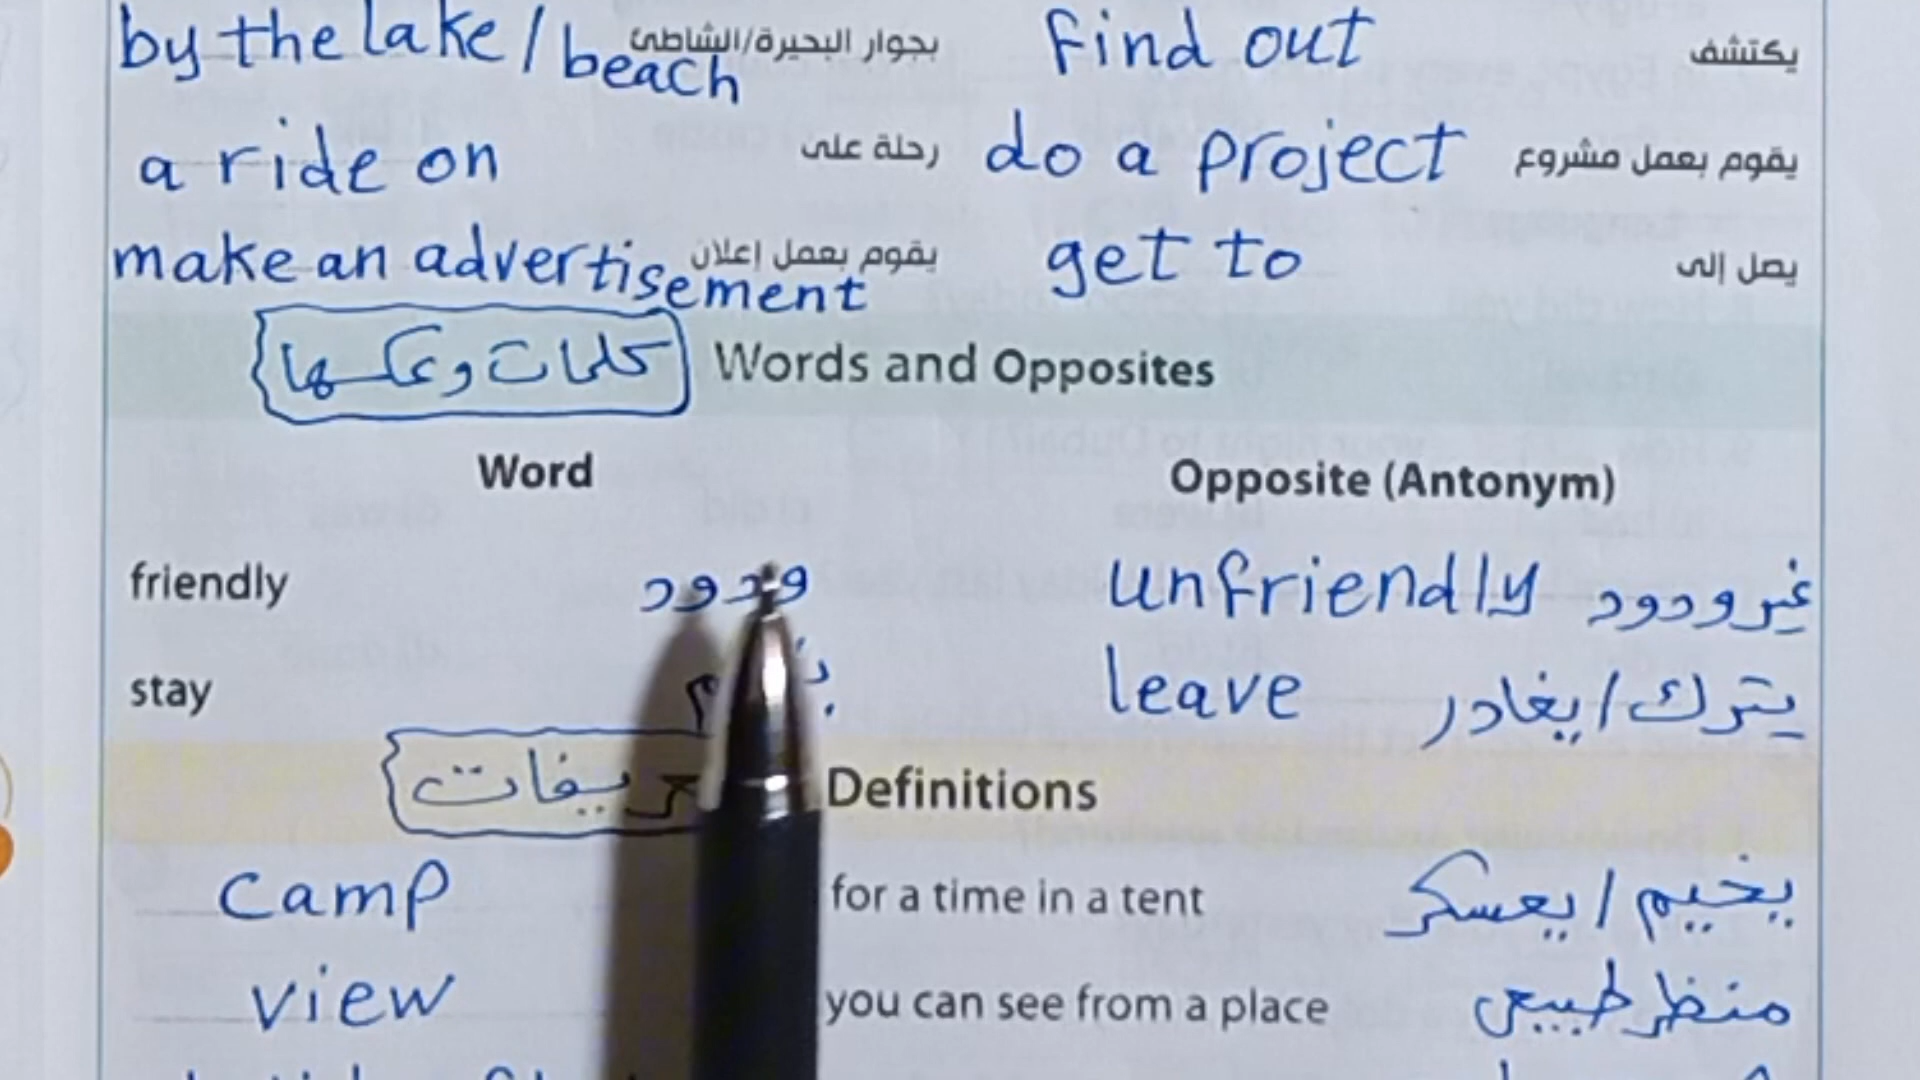 by the lake / beach بجوار البحيرة/الشاطئ find out يكتشف
a ride on رحلة على do a project يقوم بعمل مشروع
make an advertisement يقوم بعمل إعلان get to يصل إلى
كلمات وعكسها Words and Opposites
Word Opposite (Antonym)
friendly ودود unfriendly غير ودود
stay leave يترك / يغادر
Definitions
camp for a time in a tent يخيم / يعسكر
view you can see from a place منظر طبيعي